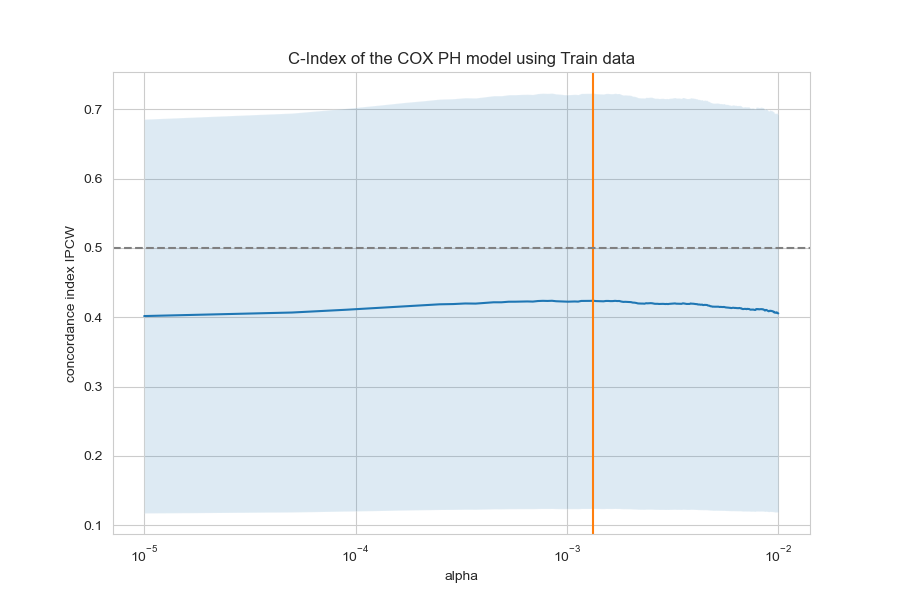 C-Index of the COX PH model using Train data
concordance index IPCW
0.7
0.6
0.5
0.4
0.3
0.2
0.1
10⁻⁵ 10⁻⁴ 10⁻³ 10⁻²
alpha